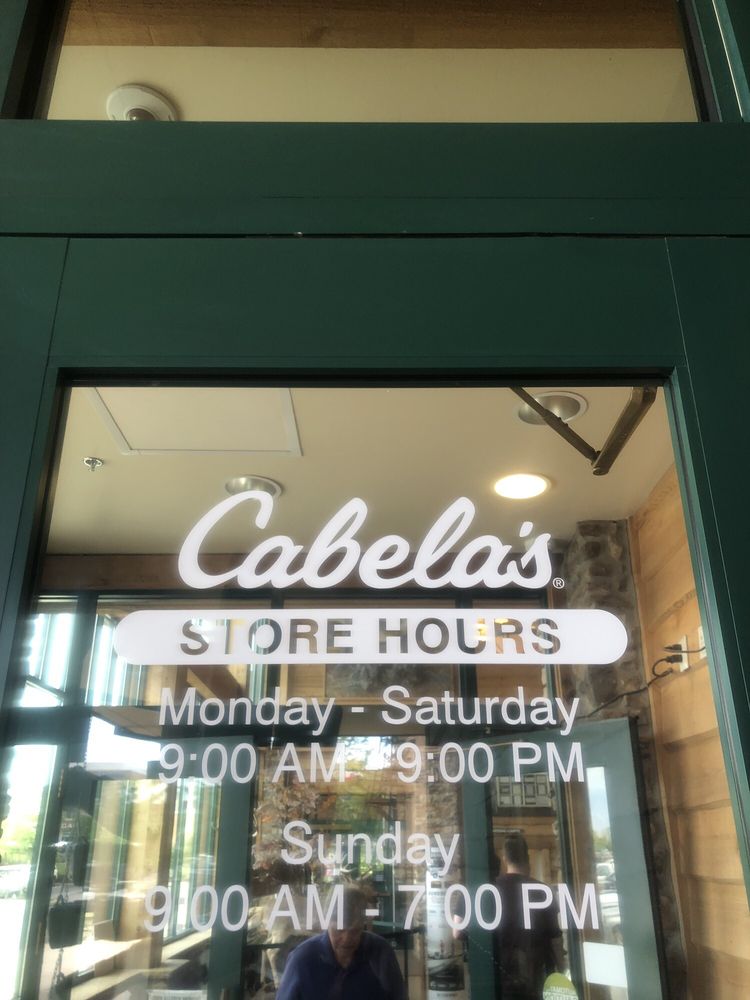 Cabela's®
STORE HOURS
Monday - Saturday
9:00 AM - 9:00 PM
Sunday
9:00 AM - 7:00 PM